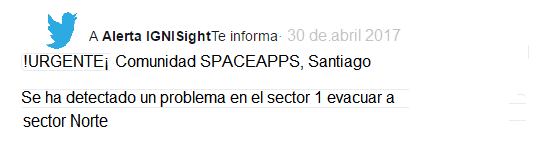 A Alerta IGNISightTe informa· 30 de abril 2017
!URGENTE¡ Comunidad SPACEAPPS, Santiago
Se ha detectado un problema en el sector 1 evacuar a
sector Norte